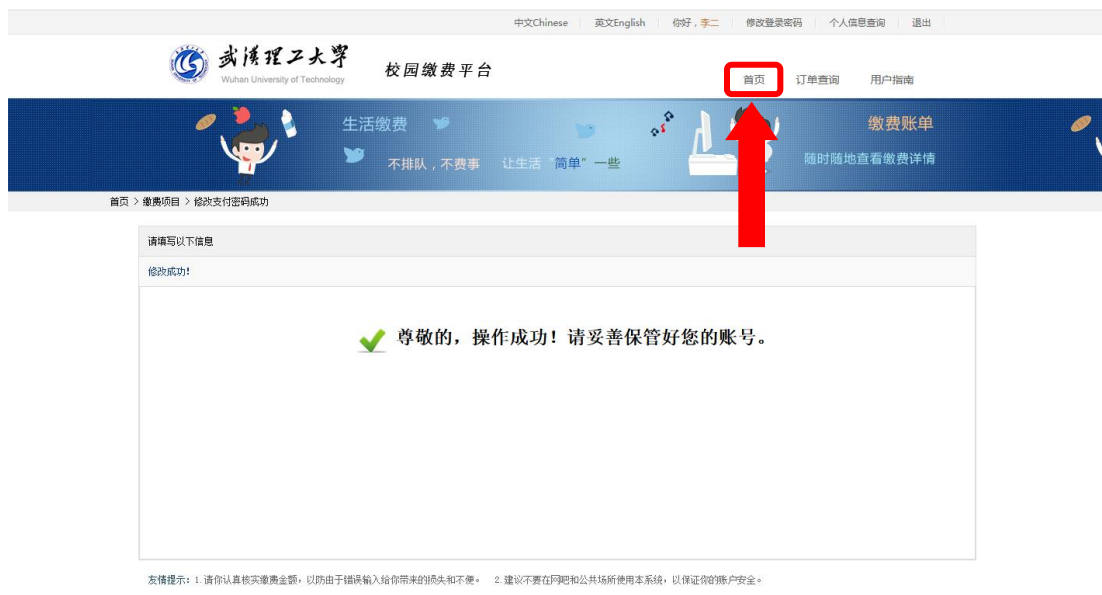 中文Chinese 英文English 你好，李二 修改登录密码 个人信息查询 退出
武汉理工大学 校园缴费平台
Wuhan University of Technology
首页 订单查询 用户指南
生活缴费 缴费账单
不排队，不费事 让生活“简单”一些 随时随地查看缴费详情
首页 > 缴费项目 > 修改支付密码成功
请填写以下信息
修改成功！
尊敬的，操作成功！请妥善保管好您的账号。
友情提示：1.请你认真核实缴费金额，以防由于错误输入给你带来的损失和不便。 2.建议不要在网吧和公共场所使用本系统，以保证你的账户安全。